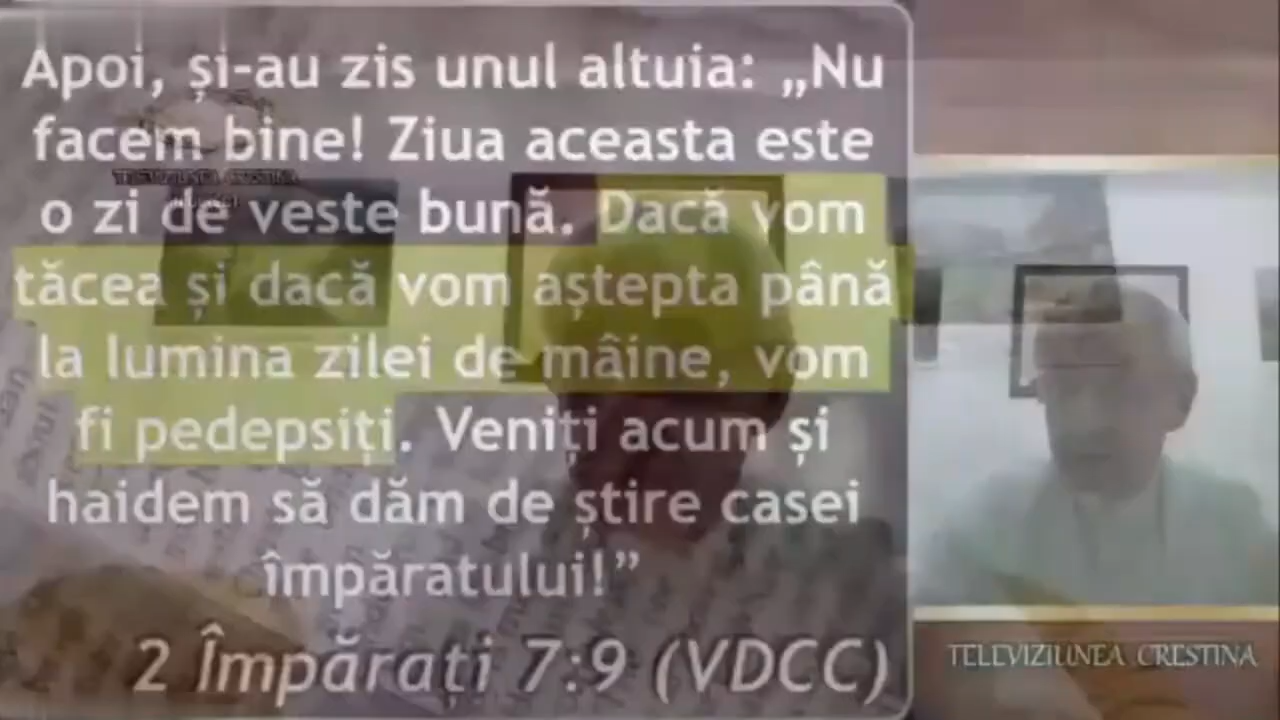 Apoi, și-au zis unul altuia: „Nu
facem bine! Ziua aceasta este
o zi de veste bună. Dacă vom
tăcea și dacă vom aștepta până
la lumina zilei de mâine, vom
fi pedepsiți. Veniți acum și
haidem să dăm de știre casei
împăratului!”
2 Împărați 7:9 (VDCC)
TELEVIZIUNEA CRESTINA
TELEVIZIUNEA CRESTINA